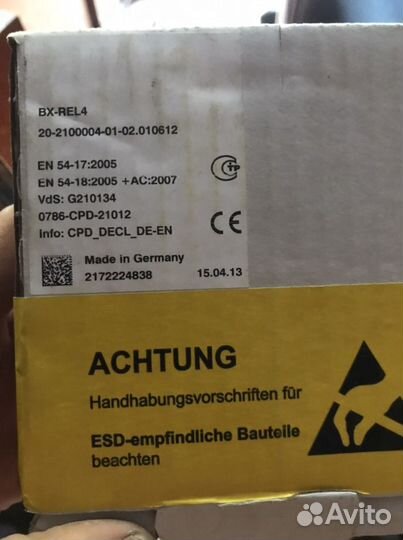 BX-REL4
20-2100004-01-02.010612
EN 54-17:2005
EN 54-18:2005 +AC:2007
VdS: G210134
0786-CPD-21012
Info: CPD_DECL_DE-EN
CTP
CE
Made in Germany
2172224838 15.04.13
ACHTUNG
Handhabungsvorschriften für
ESD-empfindliche Bauteile
beachten
Avito